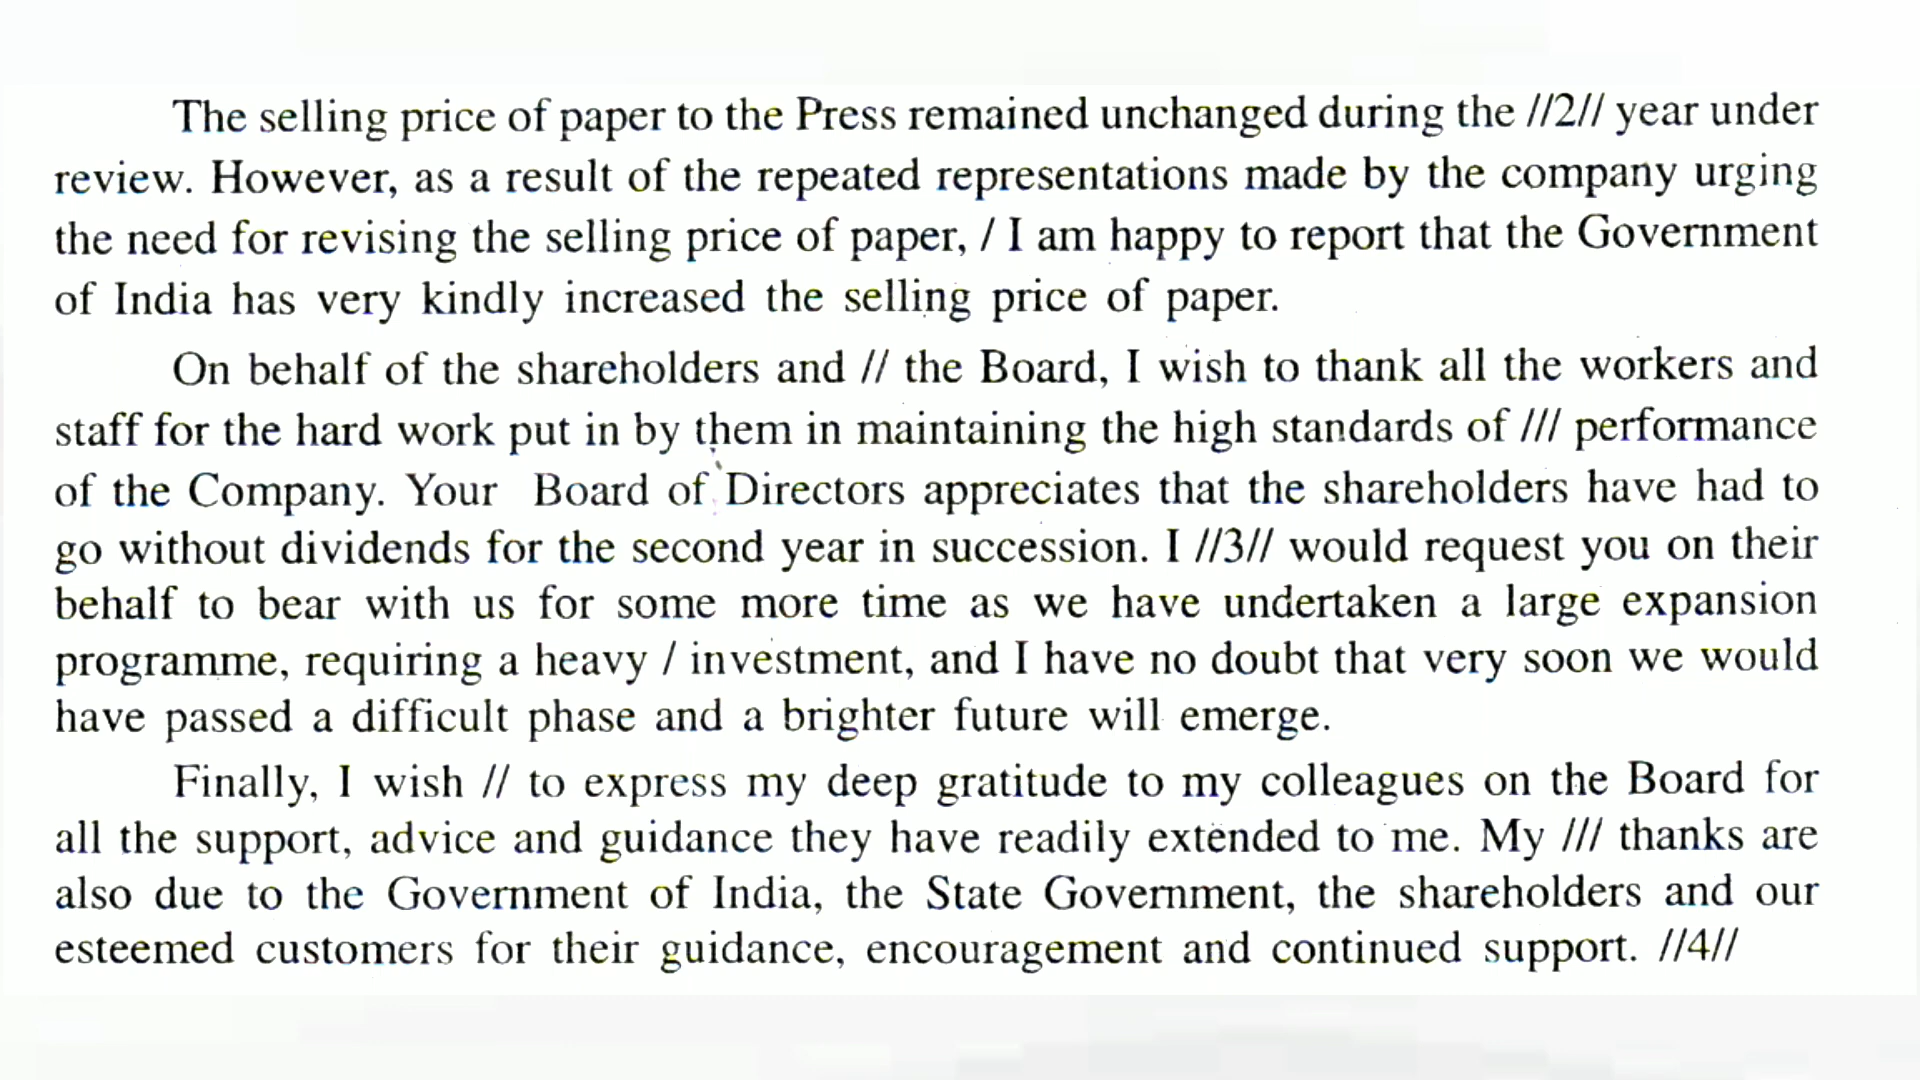 The selling price of paper to the Press remained unchanged during the //2// year under
review. However, as a result of the repeated representations made by the company urging
the need for revising the selling price of paper, / I am happy to report that the Government
of India has very kindly increased the selling price of paper.
On behalf of the shareholders and // the Board, I wish to thank all the workers and
staff for the hard work put in by them in maintaining the high standards of /// performance
of the Company. Your Board of Directors appreciates that the shareholders have had to
go without dividends for the second year in succession. I //3// would request you on their
behalf to bear with us for some more time as we have undertaken a large expansion
programme, requiring a heavy / investment, and I have no doubt that very soon we would
have passed a difficult phase and a brighter future will emerge.
Finally, I wish // to express my deep gratitude to my colleagues on the Board for
all the support, advice and guidance they have readily extended to me. My /// thanks are
also due to the Government of India, the State Government, the shareholders and our
esteemed customers for their guidance, encouragement and continued support. //4//